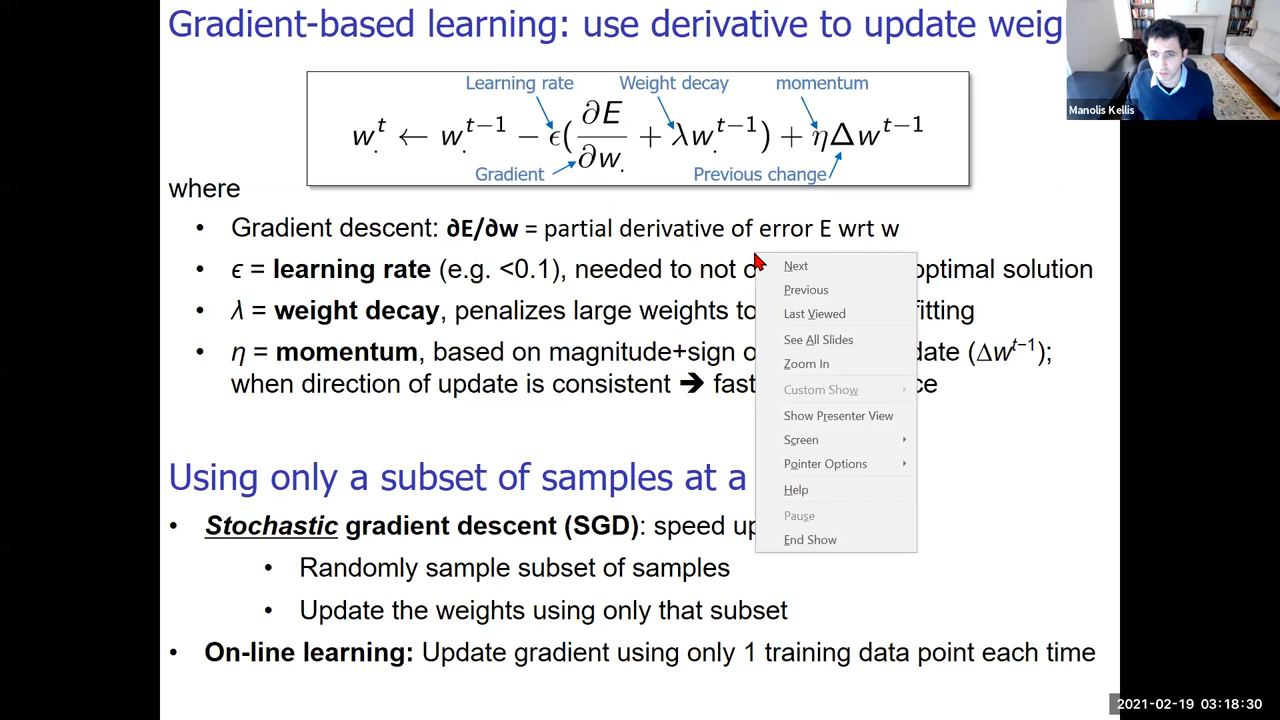 Gradient-based learning: use derivative to update weig
Manolis Kellis
Learning rate Weight decay momentum
w^t ← w^{t−1} − ϵ(∂E/∂w. + λw^{t−1}) + ηΔw^{t−1}
Gradient Previous change
where
• Gradient descent: ∂E/∂w = partial derivative of error E wrt w
• ϵ = learning rate (e.g. <0.1), needed to not o optimal solution
• λ = weight decay, penalizes large weights to fitting
• η = momentum, based on magnitude+sign o date (Δw^{t−1});
when direction of update is consistent ➔ fast ce
Next
Previous
Last Viewed
See All Slides
Zoom In
Custom Show
Show Presenter View
Screen
Pointer Options
Help
Pause
End Show
Using only a subset of samples at a
• Stochastic gradient descent (SGD): speed up
• Randomly sample subset of samples
• Update the weights using only that subset
• On-line learning: Update gradient using only 1 training data point each time
2021-02-19 03:18:30